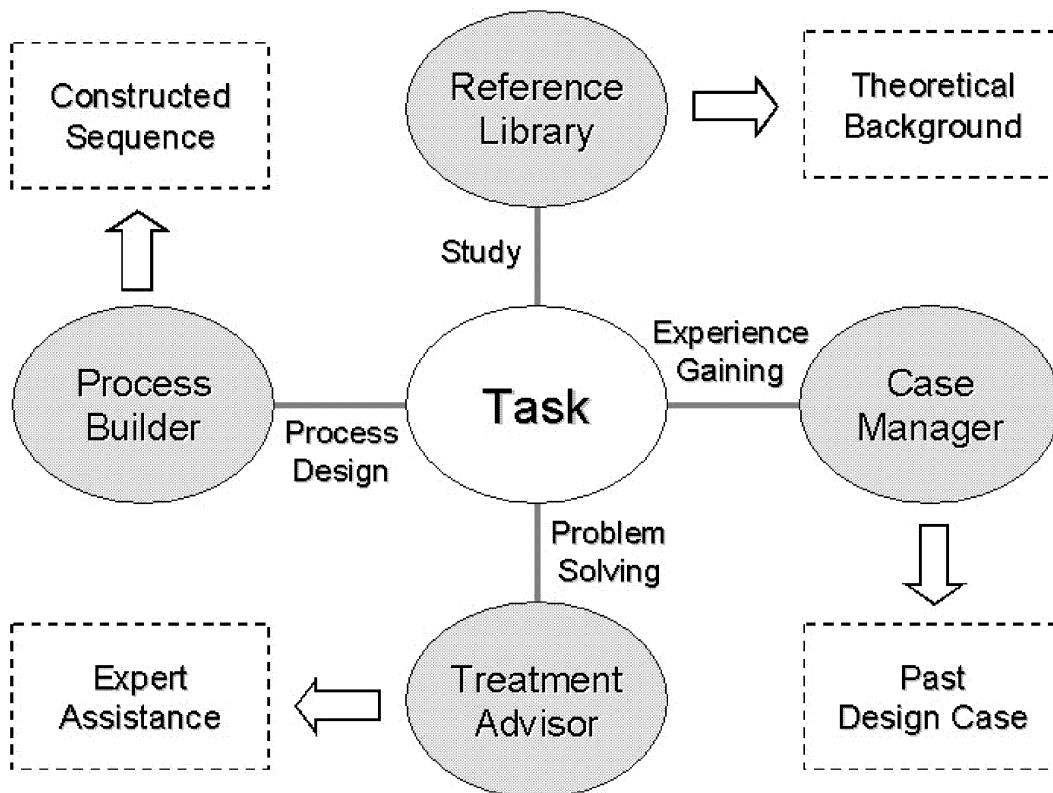 Constructed
Sequence
Reference
Library
Theoretical
Background
Study
Process
Builder
Process
Design
Task
Experience
Gaining
Case
Manager
Problem
Solving
Expert
Assistance
Treatment
Advisor
Past
Design Case